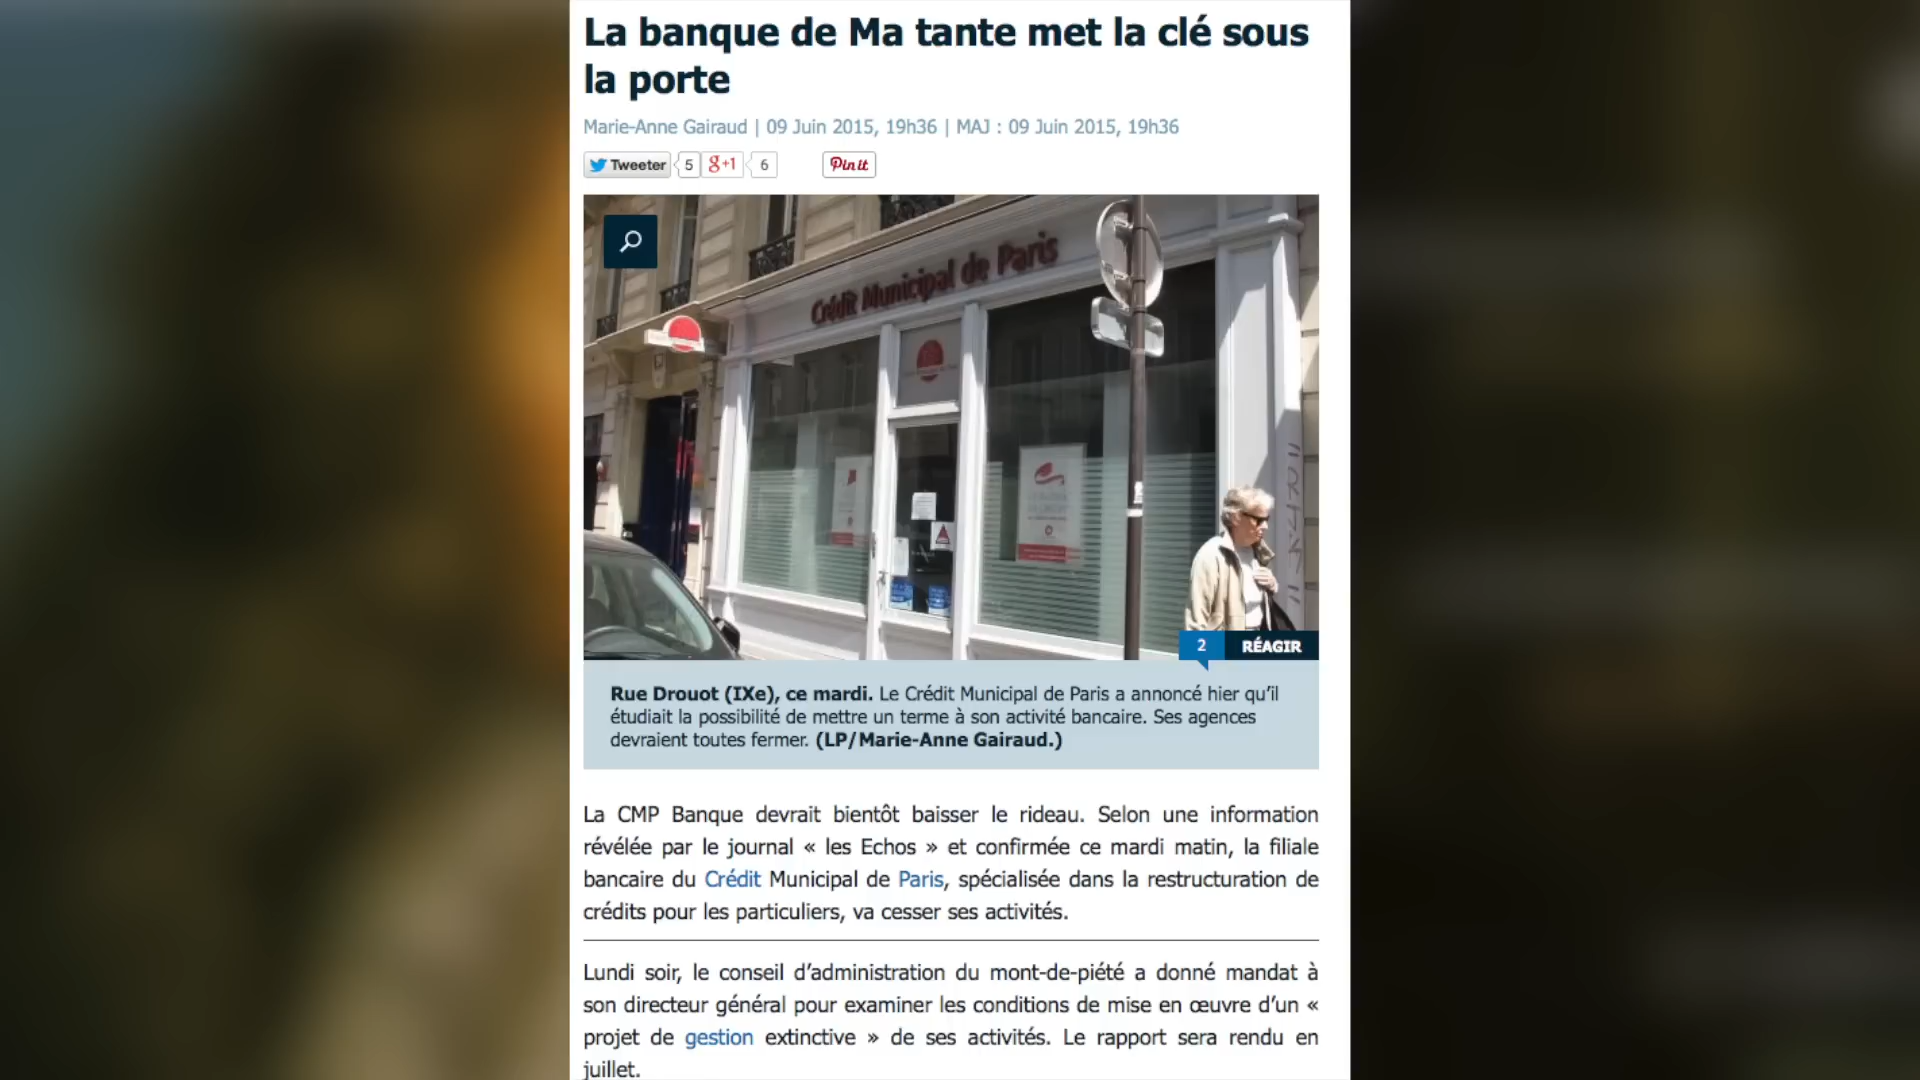 La banque de Ma tante met la clé sous
la porte
Marie-Anne Gairaud | 09 Juin 2015, 19h36 | MAJ : 09 Juin 2015, 19h36
Tweeter 5 g+1 6 Pin it
Crédit Municipal de Paris
2 RÉAGIR
Rue Drouot (IXe), ce mardi. Le Crédit Municipal de Paris a annoncé hier qu’il
étudiait la possibilité de mettre un terme à son activité bancaire. Ses agences
devraient toutes fermer. (LP/Marie-Anne Gairaud.)
La CMP Banque devrait bientôt baisser le rideau. Selon une information
révélée par le journal « les Echos » et confirmée ce mardi matin, la filiale
bancaire du Crédit Municipal de Paris, spécialisée dans la restructuration de
crédits pour les particuliers, va cesser ses activités.
Lundi soir, le conseil d’administration du mont-de-piété a donné mandat à
son directeur général pour examiner les conditions de mise en œuvre d’un «
projet de gestion extinctive » de ses activités. Le rapport sera rendu en
juillet.